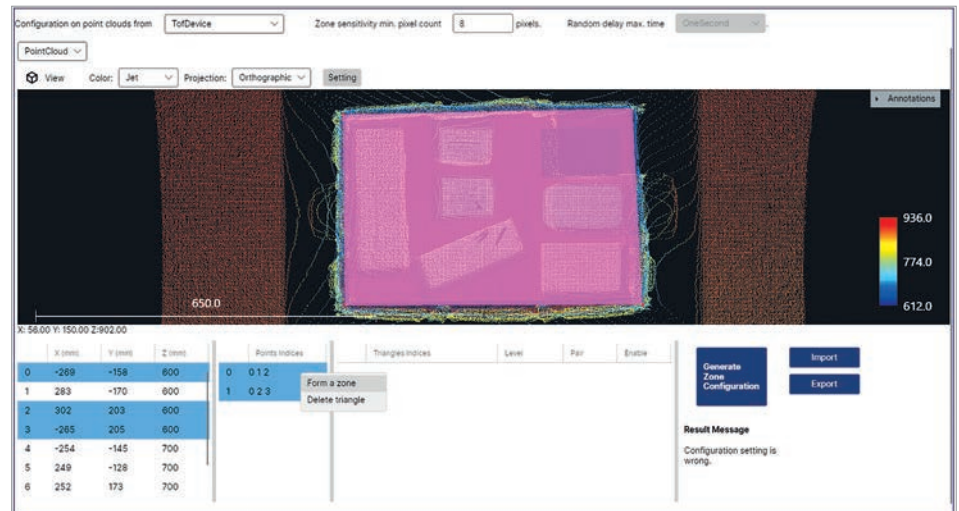 Configuration on point clouds from TofDevice Zone sensitivity min. pixel count 8 pixels. Random delay max. time OneSecond
PointCloud
View Color: Jet Projection: Orthographic Setting
Annotations
936.0
774.0
612.0
650.0
X: 56.00 Y: 150.00 Z:902.00
X (mm) Y (mm) Z (mm)
0 -269 -158 600
1 283 -170 600
2 302 203 600
3 -265 205 600
4 -254 -145 700
5 249 -128 700
6 252 173 700
Points Indices
0 0 1 2
1 0 2 3
Form a zone
Delete triangle
Triangles Indices Level Pair Enable
Generate
Zone
Configuration
Import
Export
Result Message
Configuration setting is
wrong.